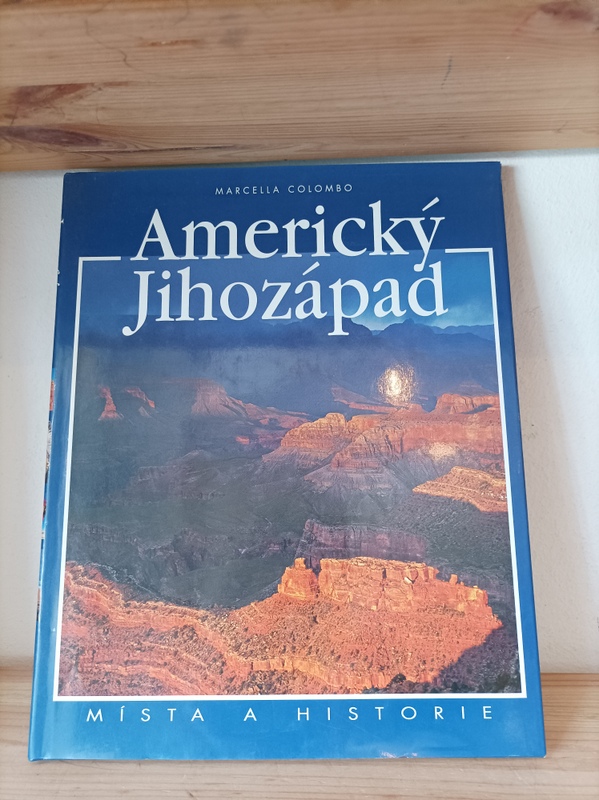 MARCELLA COLOMBO
Americký
Jihozápad
MÍSTA A HISTORIE